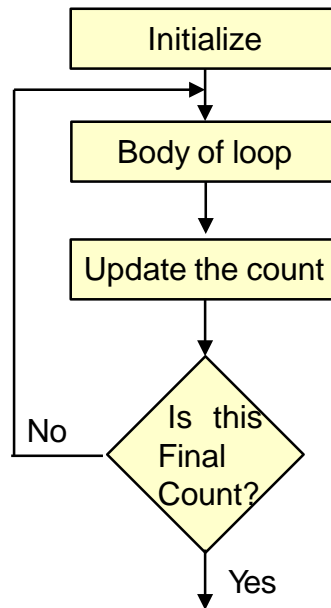 Initialize
Body of loop
Update the count
Is this
Final
Count?
No
Yes